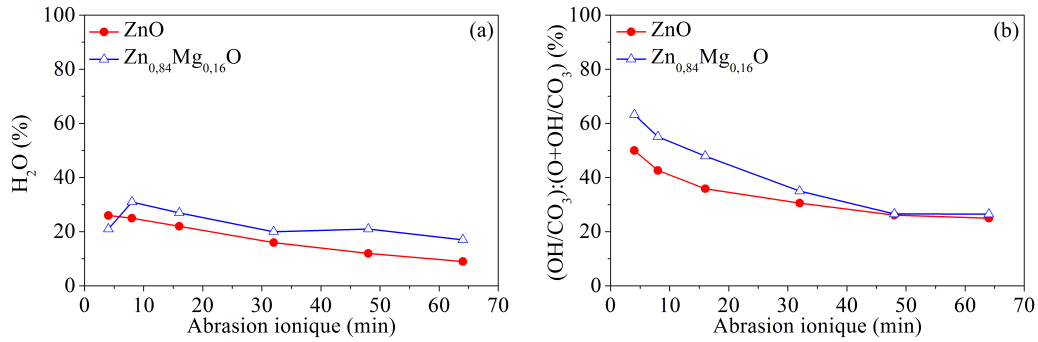 (a)
ZnO
Zn0,84Mg0,16O
H2O (%)
100
80
60
40
20
0
0 10 20 30 40 50 60 70
Abrasion ionique (min)
(b)
ZnO
Zn0,84Mg0,16O
(OH/CO3):(O+OH/CO3) (%)
100
80
60
40
20
0
0 10 20 30 40 50 60 70
Abrasion ionique (min)